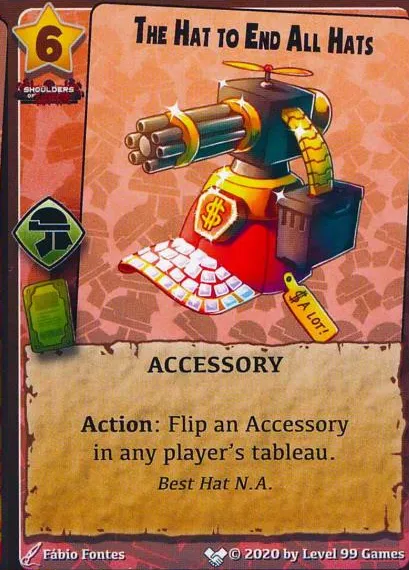 6
THE HAT TO END ALL HATS
SHOULDERS
OF
$
$ A LOT!
ACCESSORY
Action: Flip an Accessory
in any player's tableau.
Best Hat N.A.
Fábio Fontes
© 2020 by Level 99 Games